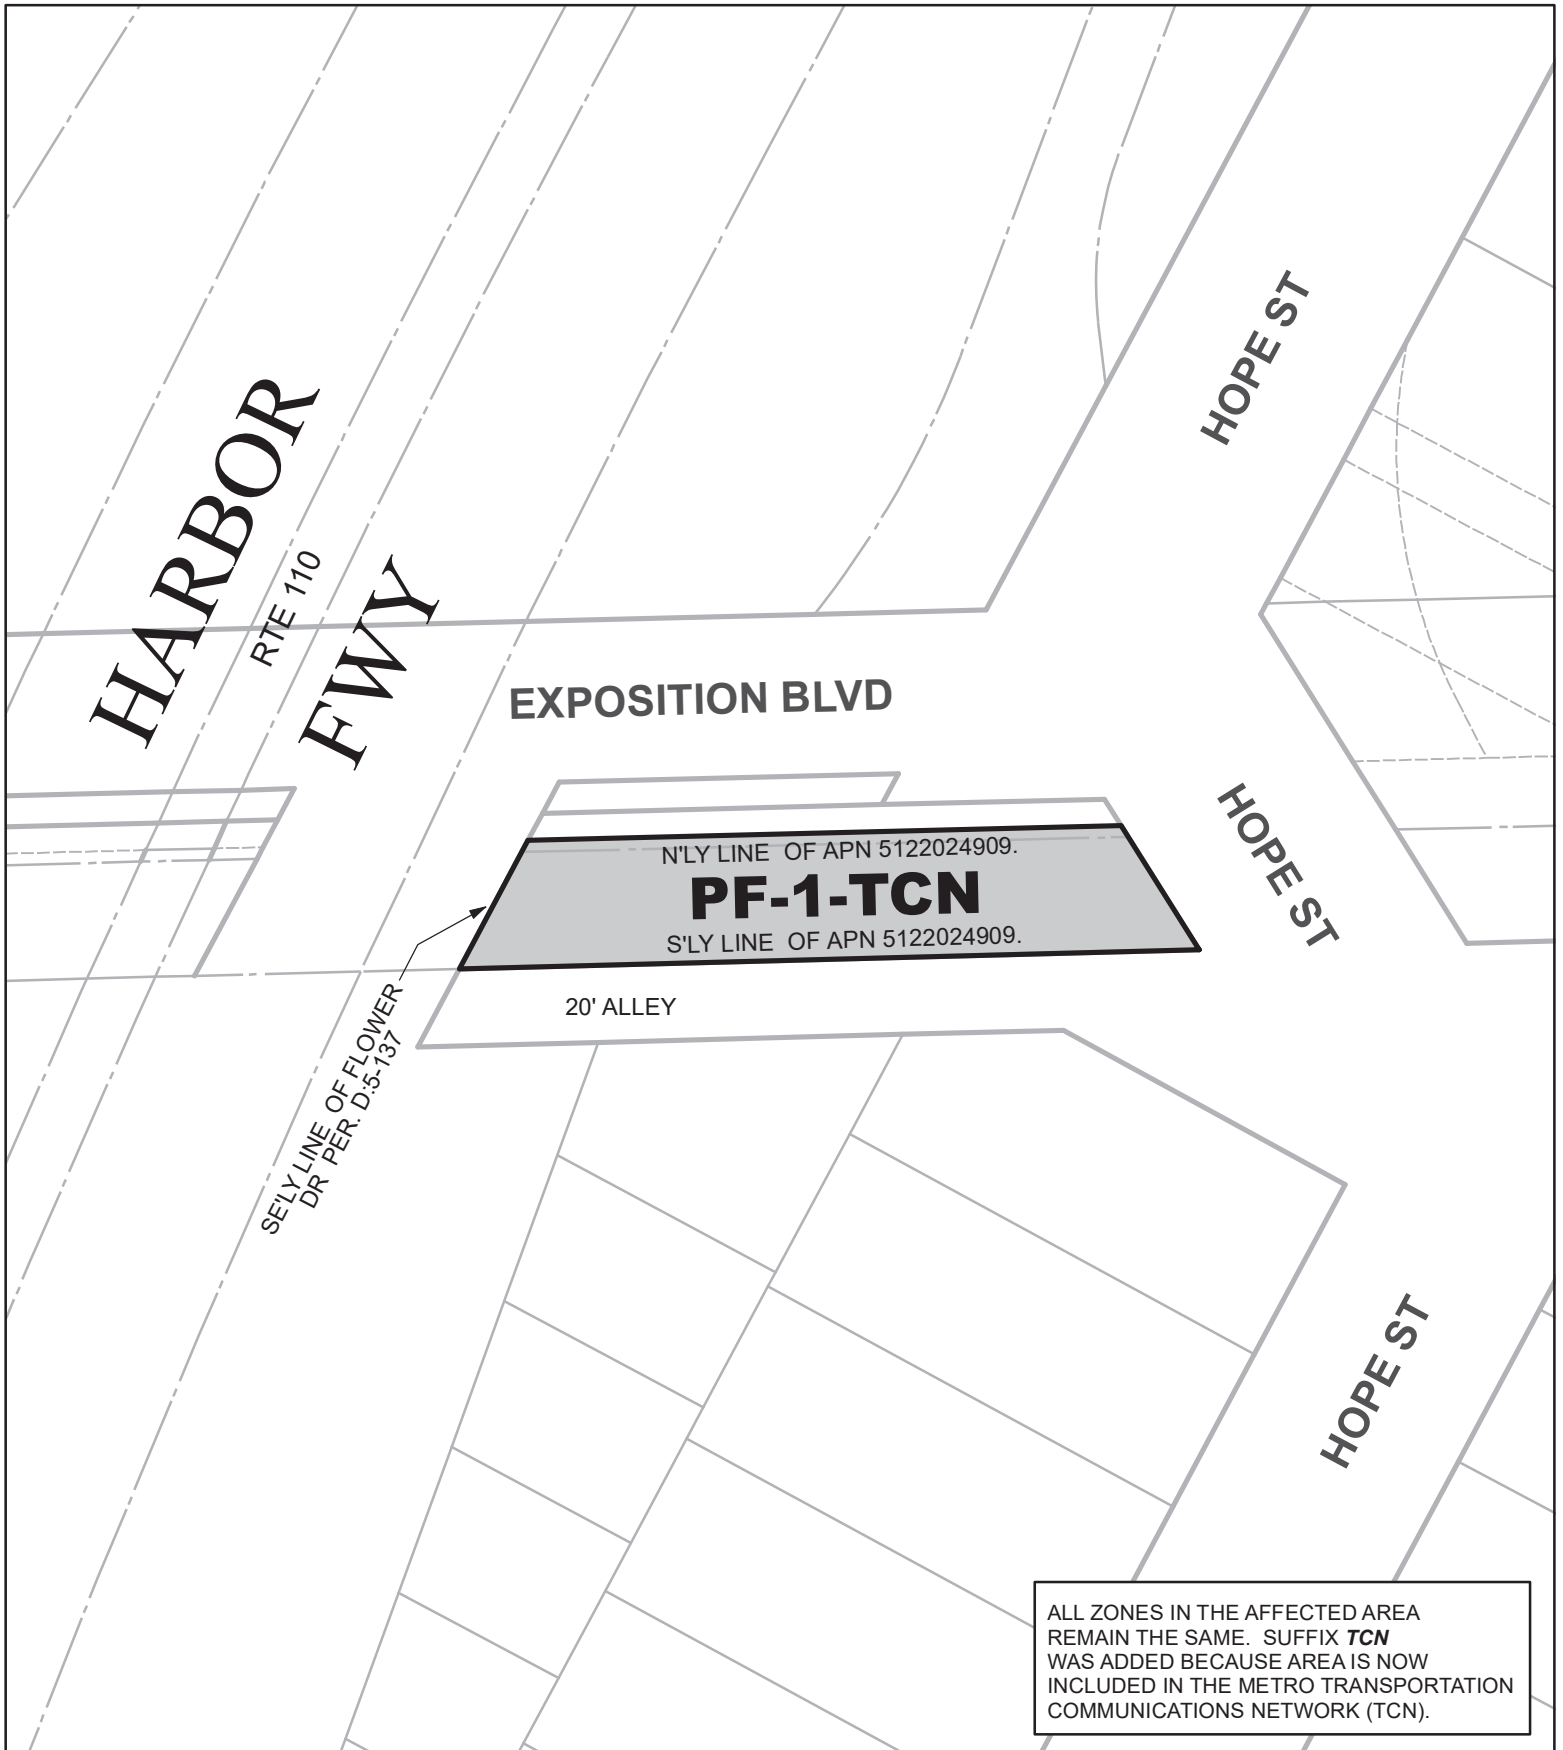 HOPE ST
HARBOR
RTE 110
FWY
EXPOSITION BLVD
HOPE ST
N'LY LINE OF APN 5122024909.
PF-1-TCN
S'LY LINE OF APN 5122024909.
20' ALLEY
SE'LY LINE OF FLOWER
DR PER. D:5-137
HOPE ST
ALL ZONES IN THE AFFECTED AREA
REMAIN THE SAME. SUFFIX TCN
WAS ADDED BECAUSE AREA IS NOW
INCLUDED IN THE METRO TRANSPORTATION
COMMUNICATIONS NETWORK (TCN).